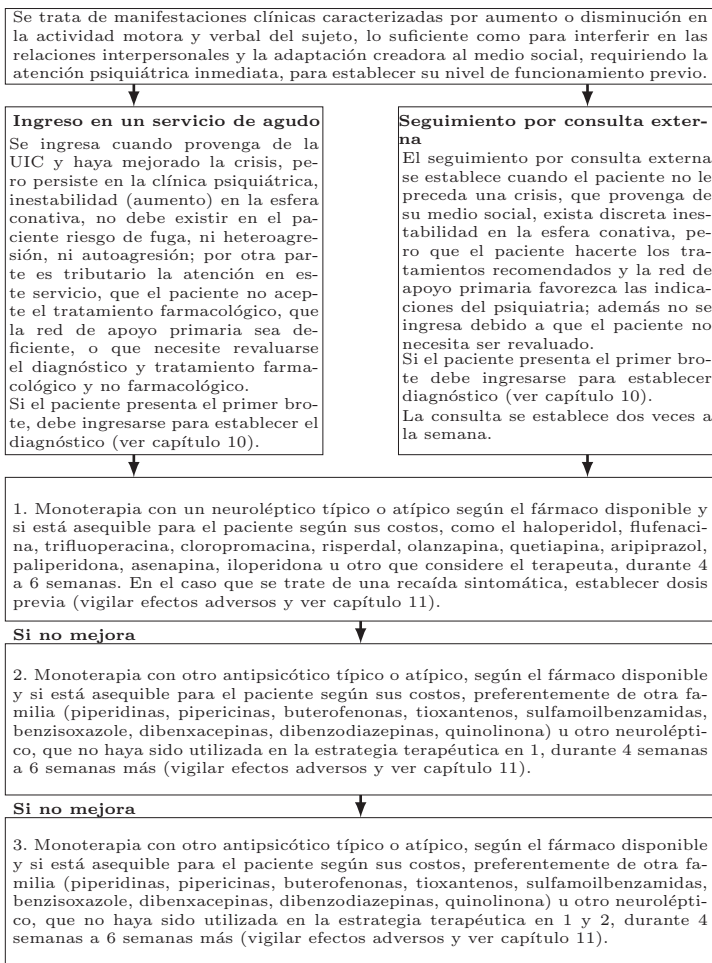 Se trata de manifestaciones clínicas caracterizadas por aumento o disminución en
la actividad motora y verbal del sujeto, lo suficiente como para interferir en las
relaciones interpersonales y la adaptación creadora al medio social, requiriendo la
atención psiquiátrica inmediata, para establecer su nivel de funcionamiento previo.
Ingreso en un servicio de agudo
Se ingresa cuando provenga de la
UIC y haya mejorado la crisis, pe-
ro persiste en la clínica psiquiátrica,
inestabilidad (aumento) en la esfera
conativa, no debe existir en el pa-
ciente riesgo de fuga, ni heteroagre-
sión, ni autoagresión; por otra par-
te es tributario la atención en es-
te servicio, que el paciente no acep-
te el tratamiento farmacológico, que
la red de apoyo primaria sea de-
ficiente, o que necesite revaluarse
el diagnóstico y tratamiento farma-
cológico y no farmacológico.
Si el paciente presenta el primer bro-
te, debe ingresarse para establecer el
diagnóstico (ver capítulo 10).
Seguimiento por consulta exter-
na
El seguimiento por consulta externa
se establece cuando el paciente no le
preceda una crisis, que provenga de
su medio social, exista discreta ines-
tabilidad en la esfera conativa, pe-
ro que el paciente hacerte los tra-
tamientos recomendados y la red de
apoyo primaria favorezca las indica-
ciones del psiquiatria; además no se
ingresa debido a que el paciente no
necesita ser revaluado.
Si el paciente presenta el primer bro-
te debe ingresarse para establecer
diagnóstico (ver capítulo 10).
La consulta se establece dos veces a
la semana.
1. Monoterapia con un neuroléptico típico o atípico según el fármaco disponible y
si está asequible para el paciente según sus costos, como el haloperidol, flufenaci-
na, trifluoperacina, cloropromacina, risperdal, olanzapina, quetiapina, aripiprazol,
paliperidona, asenapina, iloperidona u otro que considere el terapeuta, durante 4
a 6 semanas. En el caso que se trate de una recaída sintomática, establecer dosis
previa (vigilar efectos adversos y ver capítulo 11).
Si no mejora
2. Monoterapia con otro antipsicótico típico o atípico, según el fármaco disponible
y si está asequible para el paciente según sus costos, preferentemente de otra fa-
milia (piperidinas, pipericinas, buterofenonas, tioxantenos, sulfamoilbenzamidas,
benzisoxazole, dibenxacepinas, dibenzodiazepinas, quinolinona) u otro neurolépti-
co, que no haya sido utilizada en la estrategia terapéutica en 1, durante 4 semanas
a 6 semanas más (vigilar efectos adversos y ver capítulo 11).
Si no mejora
3. Monoterapia con otro antipsicótico típico o atípico, según el fármaco disponible
y si está asequible para el paciente según sus costos, preferentemente de otra fa-
milia (piperidinas, pipericinas, buterofenonas, tioxantenos, sulfamoilbenzamidas,
benzisoxazole, dibenxacepinas, dibenzodiazepinas, quinolinona) u otro neurolépti-
co, que no haya sido utilizada en la estrategia terapéutica en 1 y 2, durante 4
semanas a 6 semanas más (vigilar efectos adversos y ver capítulo 11).